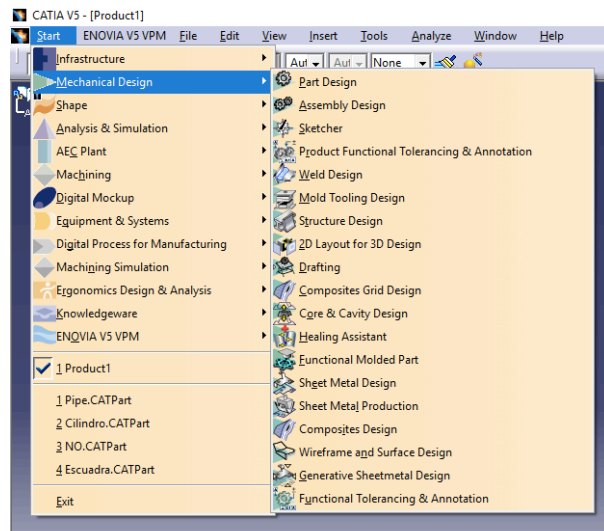 CATIA V5 - [Product1]
Start ENOVIA V5 VPM File Edit View Insert Tools Analyze Window Help
Aut Aut None
Infrastructure
Mechanical Design
Shape
Analysis & Simulation
AEC Plant
Machining
Digital Mockup
Equipment & Systems
Digital Process for Manufacturing
Machining Simulation
Ergonomics Design & Analysis
Knowledgeware
ENOVIA V5 VPM
1 Product1
1 Pipe.CATPart
2 Cilindro.CATPart
3 NO.CATPart
4 Escuadra.CATPart
Exit
Part Design
Assembly Design
Sketcher
Product Functional Tolerancing & Annotation
Weld Design
Mold Tooling Design
Structure Design
2D Layout for 3D Design
Drafting
Composites Grid Design
Core & Cavity Design
Healing Assistant
Functional Molded Part
Sheet Metal Design
Sheet Metal Production
Composites Design
Wireframe and Surface Design
Generative Sheetmetal Design
Functional Tolerancing & Annotation